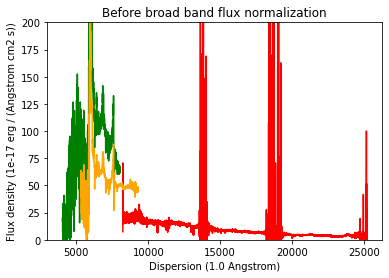 Before broad band flux normalization
Flux density (1e-17 erg / (Angstrom cm2 s))
200
175
150
125
100
75
50
25
0
5000 10000 15000 20000 25000
Dispersion (1.0 Angstrom)